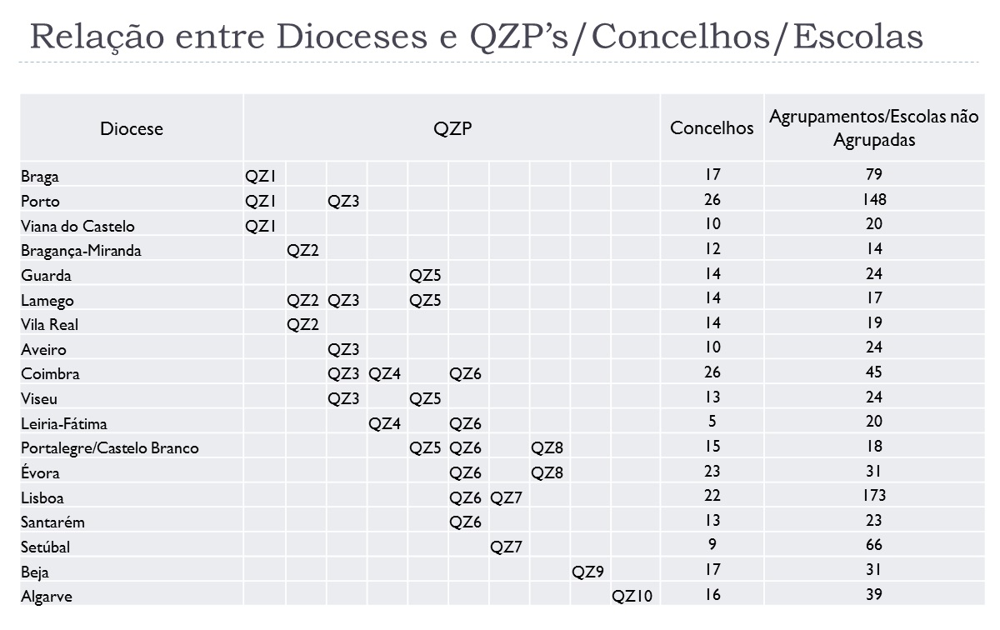 Relação entre Dioceses e QZP’s/Concelhos/Escolas
Diocese QZP Concelhos Agrupamentos/Escolas não Agrupadas
Braga QZ1 17 79
Porto QZ1 QZ3 26 148
Viana do Castelo QZ1 10 20
Bragança-Miranda QZ2 12 14
Guarda QZ5 14 24
Lamego QZ2 QZ3 QZ5 14 17
Vila Real QZ2 14 19
Aveiro QZ3 10 24
Coimbra QZ3 QZ4 QZ6 26 45
Viseu QZ3 QZ5 13 24
Leiria-Fátima QZ4 QZ6 5 20
Portalegre/Castelo Branco QZ5 QZ6 QZ8 15 18
Évora QZ6 QZ8 23 31
Lisboa QZ6 QZ7 22 173
Santarém QZ6 13 23
Setúbal QZ7 9 66
Beja QZ9 17 31
Algarve QZ10 16 39